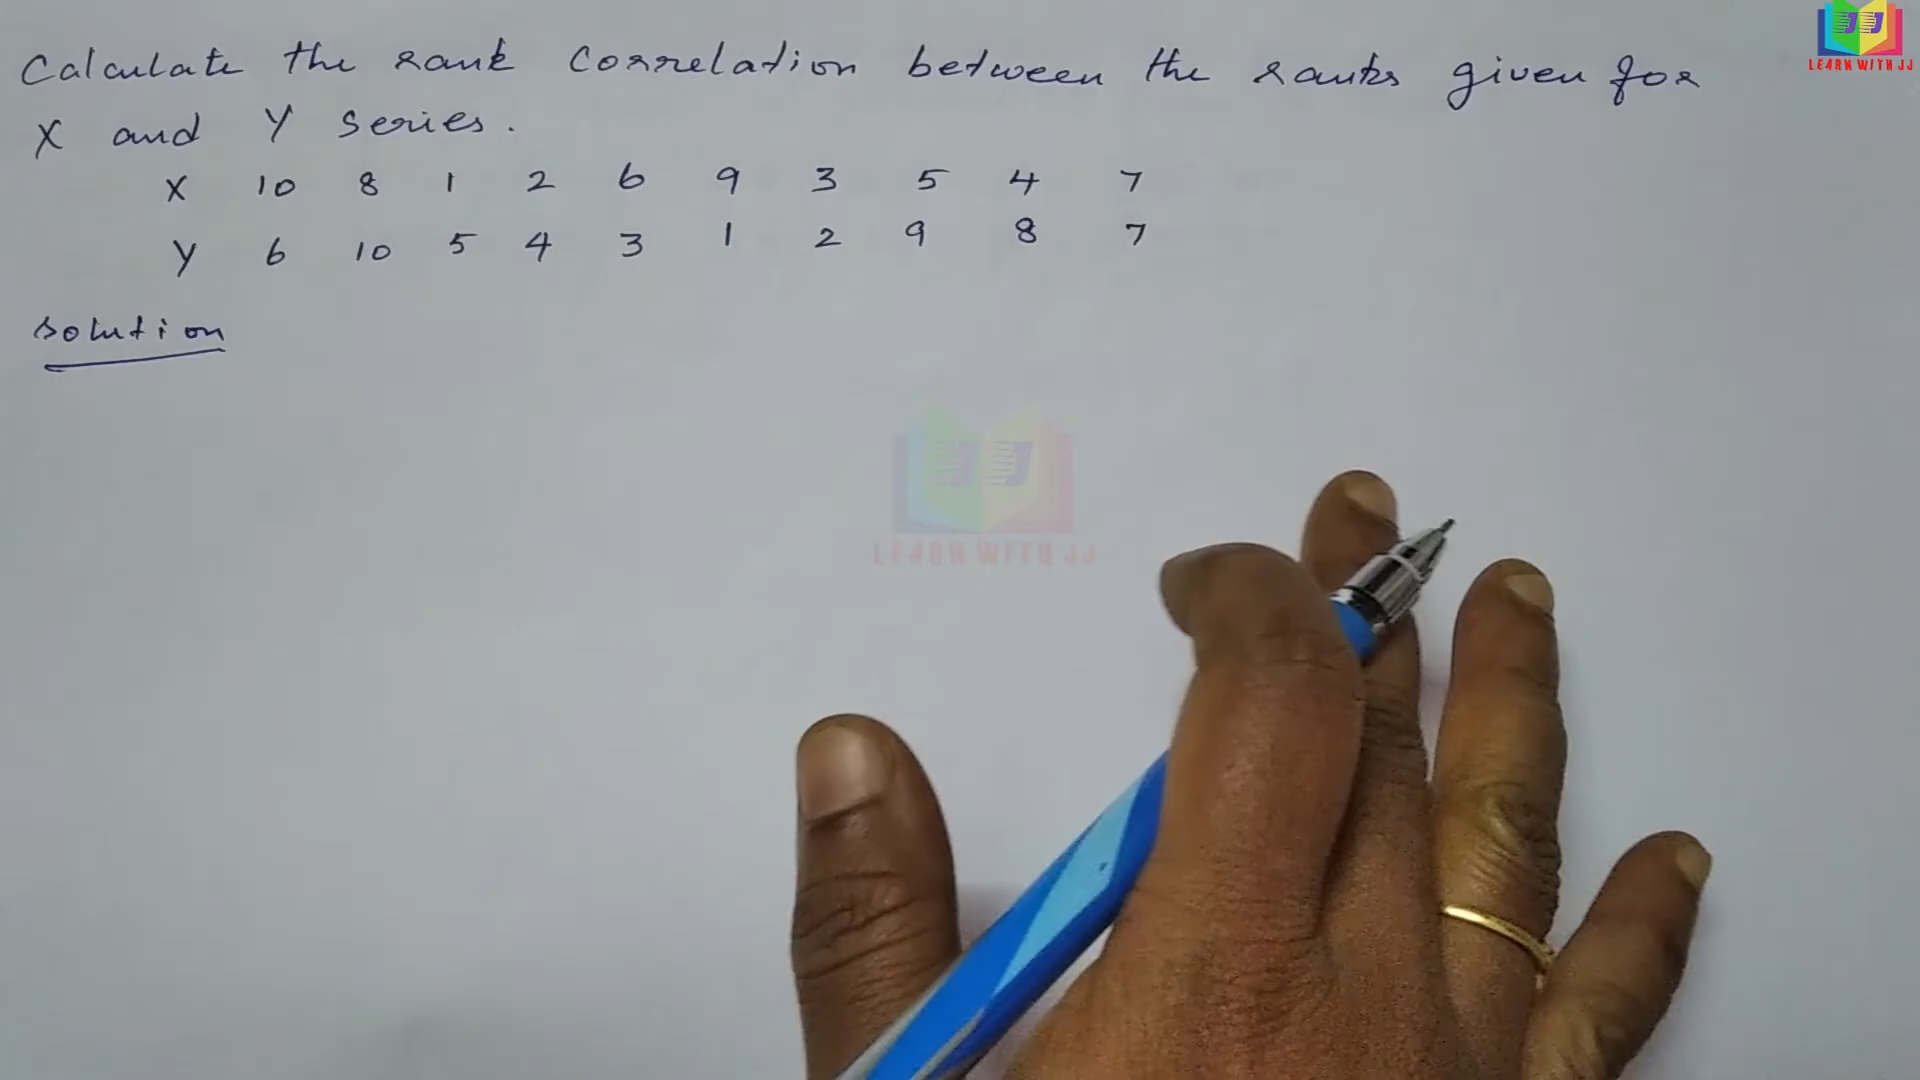 Calculate the rank correlation between the ranks given for
X and Y series.
X 10 8 1 2 6 9 3 5 4 7
Y 6 10 5 4 3 1 2 9 8 7
solution
LEARN WITH JJ
LEARN WITH JJ